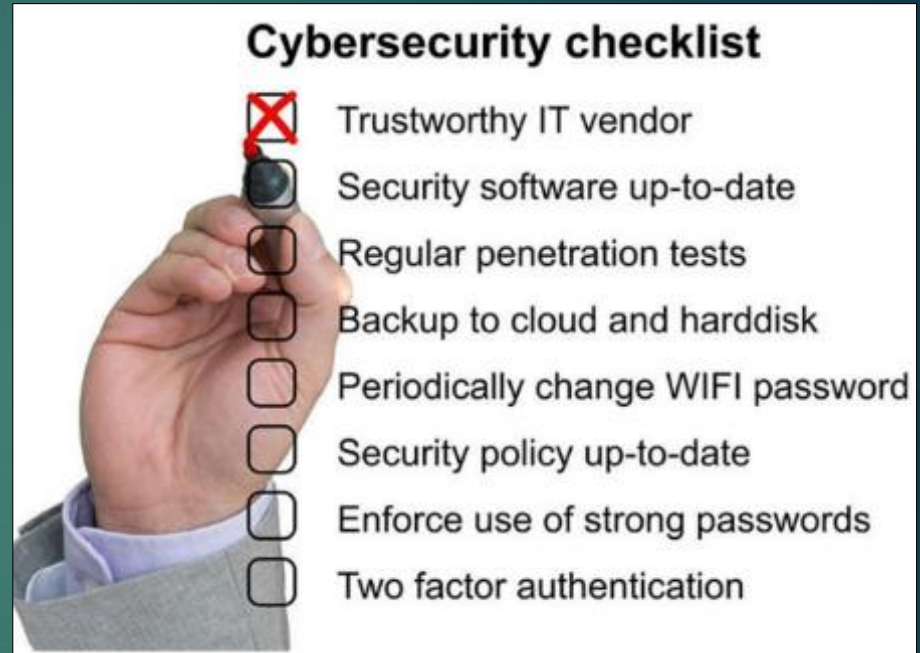 Cybersecurity checklist
Trustworthy IT vendor
Security software up-to-date
Regular penetration tests
Backup to cloud and harddisk
Periodically change WIFI password
Security policy up-to-date
Enforce use of strong passwords
Two factor authentication